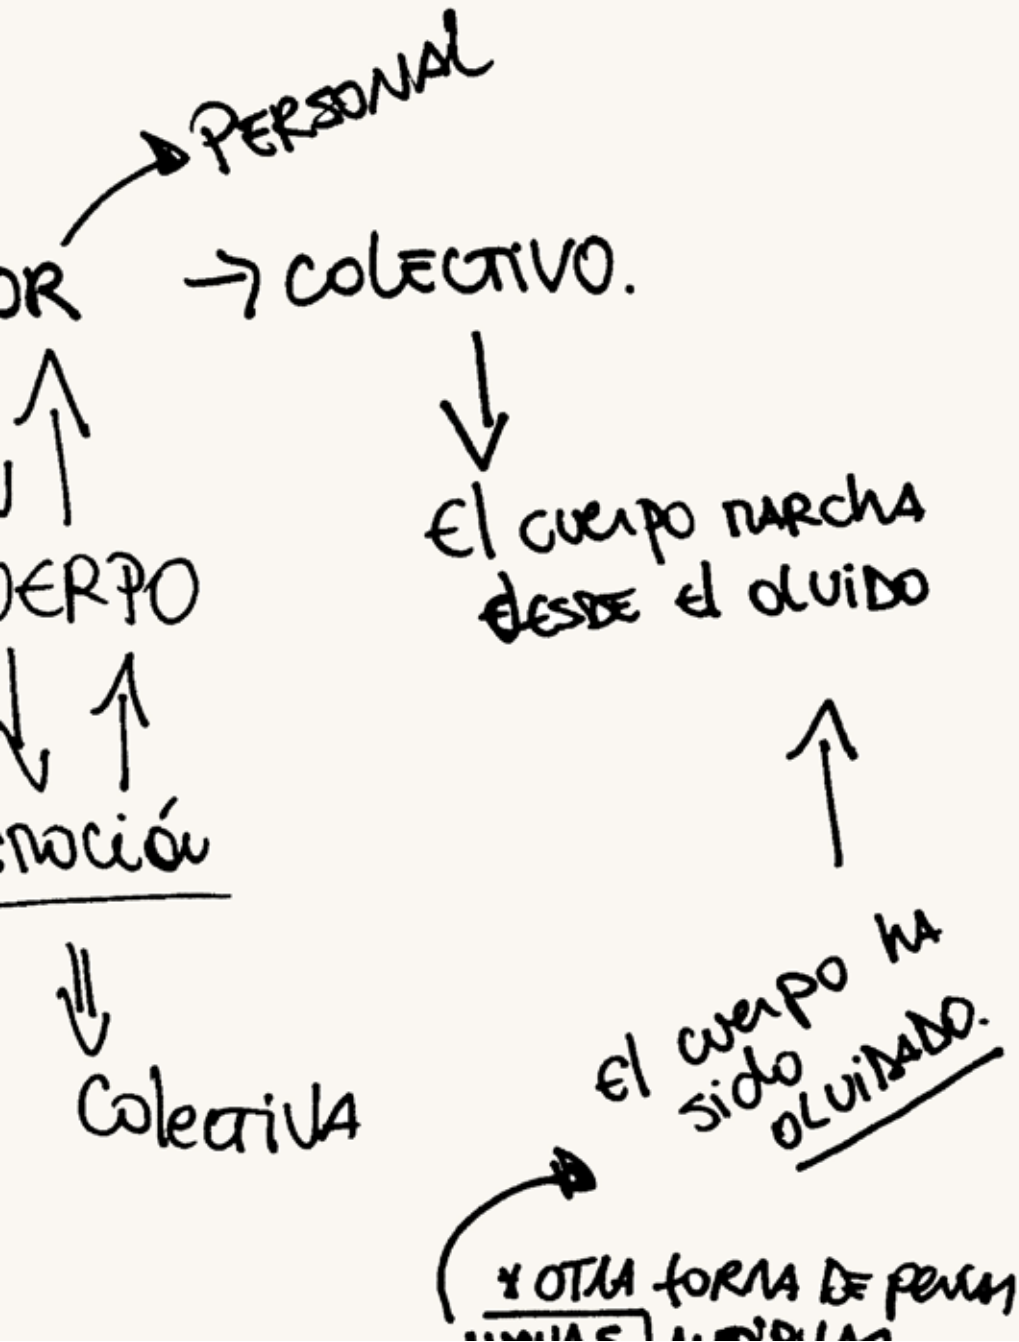 PERSONAL
OR → COLECTIVO.
El cuerpo MARCHA
DESDE El OLVIDO
UERPO
emoción
El cuerpo HA
sido
OLVIDADO.
Colectiva
* OTRA FORMA DE pensar